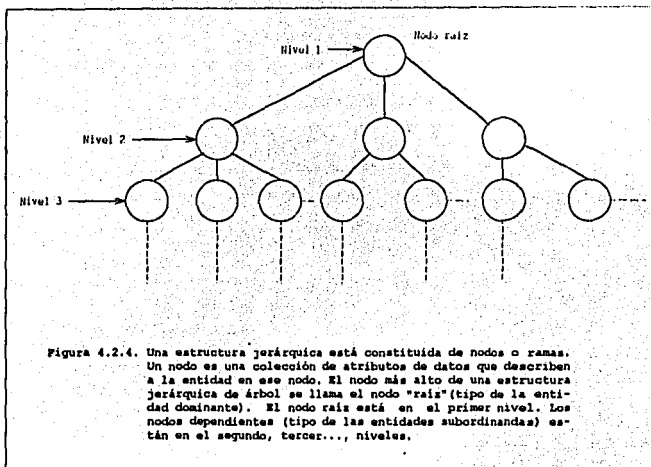 Nodo raíz
Nivel 1
Nivel 2
Nivel 3
Figura 4.2.4. Una estructura jerárquica está constituida de nodos o ramas.
Un nodo es una colección de atributos de datos que describen
a la entidad en ese nodo. El nodo más alto de una estructura
jerárquica de árbol se llama el nodo "raíz"(tipo de la enti-
dad dominante). El nodo raíz está en el primer nivel. Los
nodos dependientes (tipo de las entidades subordinandas) es-
tán en el segundo, tercer..., niveles.